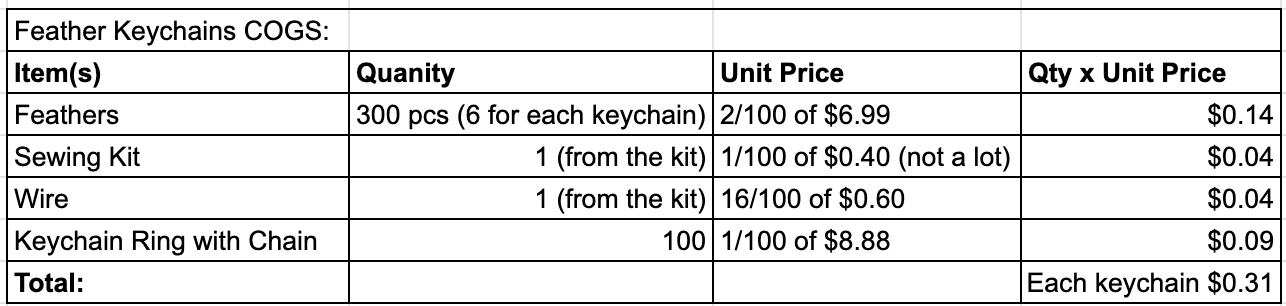 Feather Keychains COGS:
Item(s) Quanity Unit Price Qty x Unit Price
Feathers 300 pcs (6 for each keychain) 2/100 of $6.99 $0.14
Sewing Kit 1 (from the kit) 1/100 of $0.40 (not a lot) $0.04
Wire 1 (from the kit) 16/100 of $0.60 $0.04
Keychain Ring with Chain 100 1/100 of $8.88 $0.09
Total: Each keychain $0.31